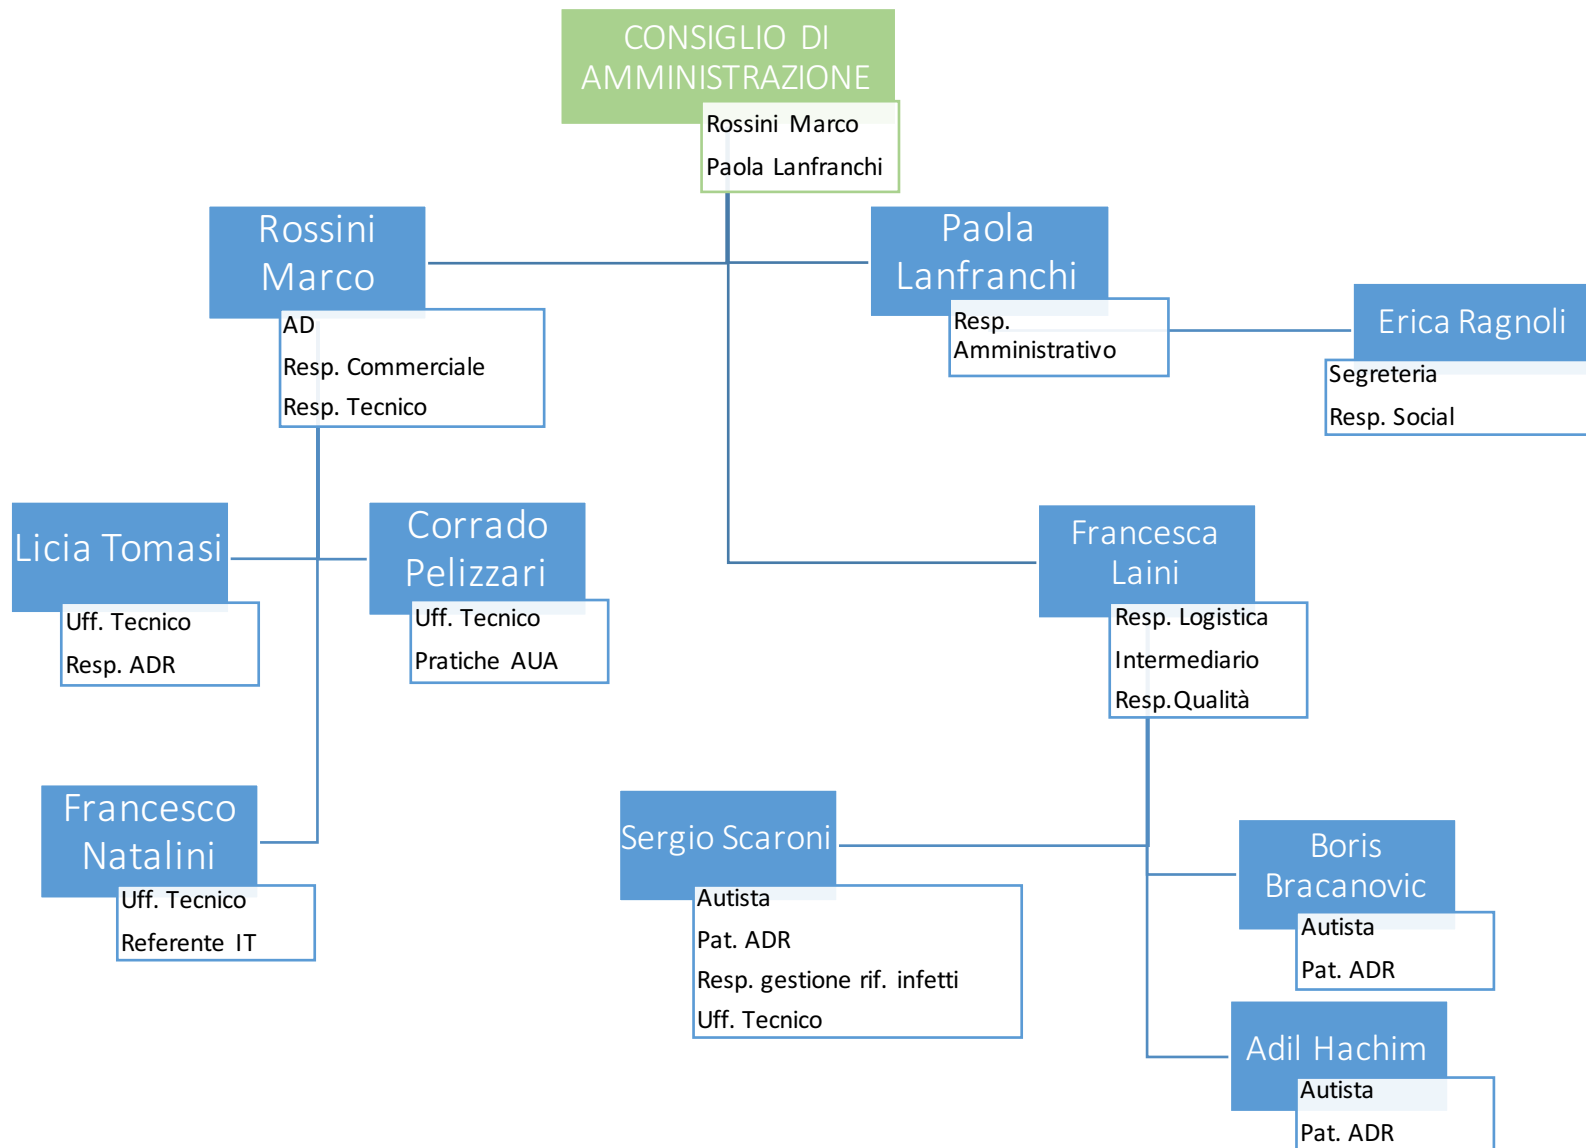 CONSIGLIO DI
AMMINISTRAZIONE
Rossini Marco
Paola Lanfranchi
Rossini
Marco
AD
Resp. Commerciale
Resp. Tecnico
Paola
Lanfranchi
Resp.
Amministrativo
Erica Ragnoli
Segreteria
Resp. Social
Licia Tomasi
Uff. Tecnico
Resp. ADR
Corrado
Pelizzari
Uff. Tecnico
Pratiche AUA
Francesca
Laini
Resp. Logistica
Intermediario
Resp.Qualità
Francesco
Natalini
Uff. Tecnico
Referente IT
Sergio Scaroni
Autista
Pat. ADR
Resp. gestione rif. infetti
Uff. Tecnico
Boris
Bracanovic
Autista
Pat. ADR
Adil Hachim
Autista
Pat. ADR